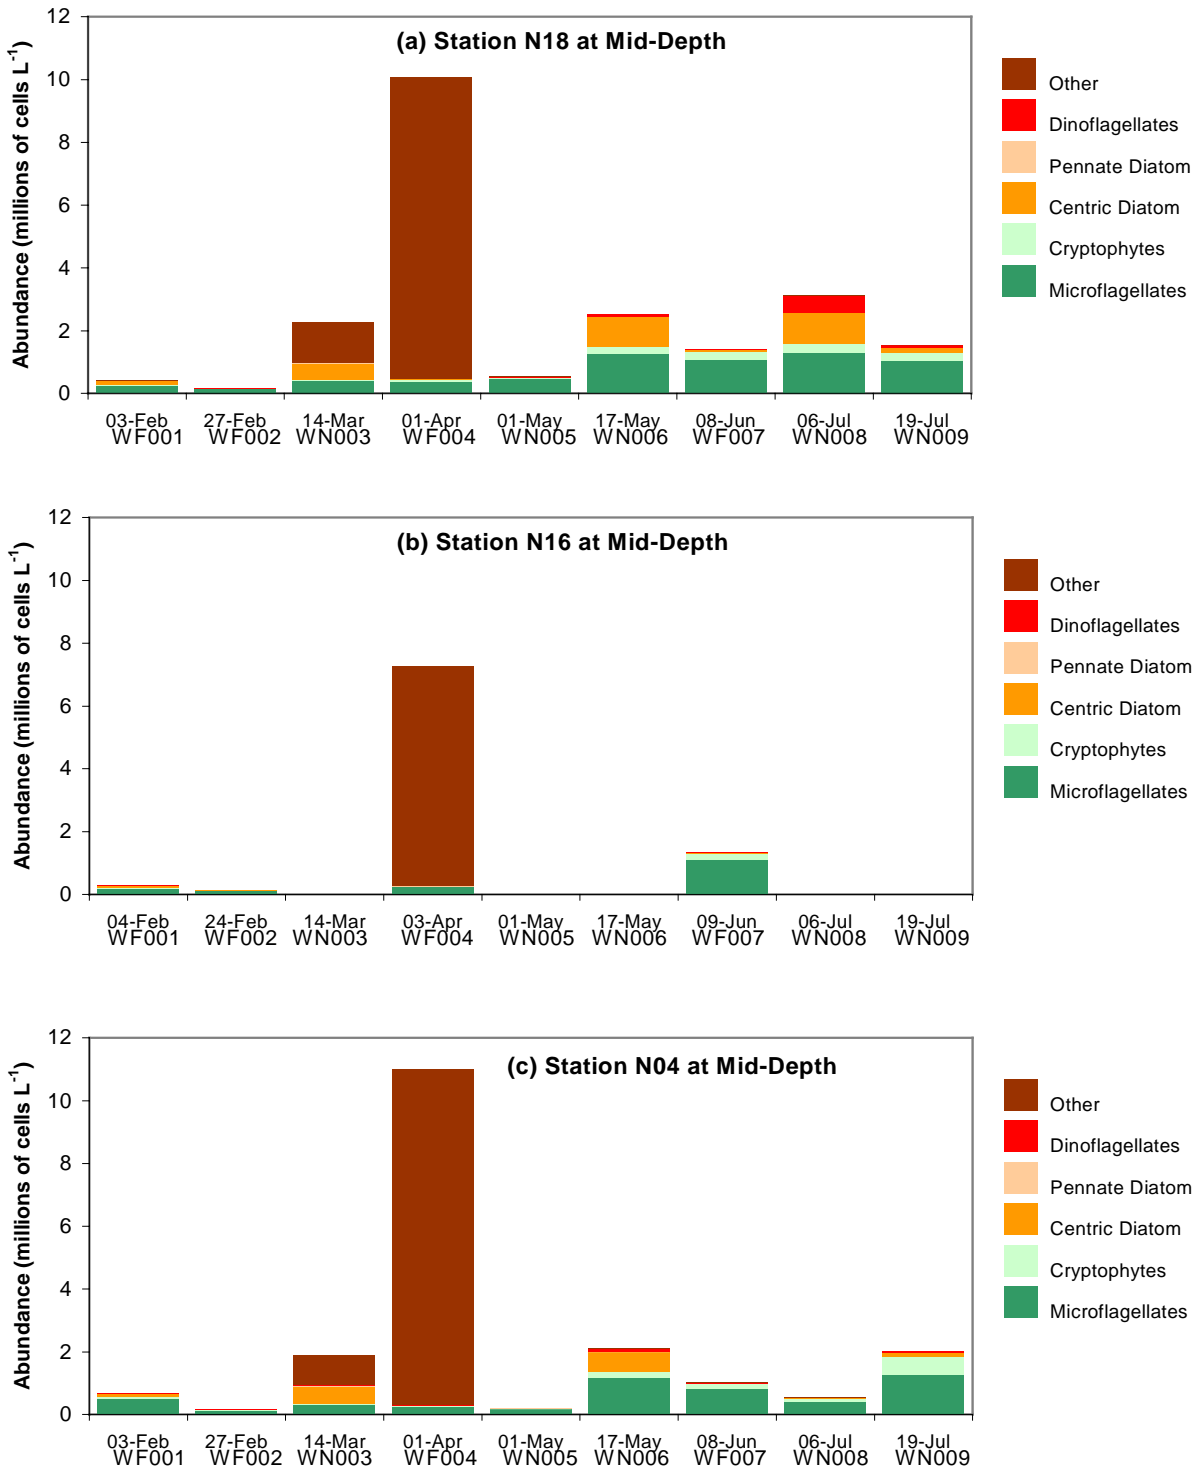 (a) Station N18 at Mid-Depth
Abundance (millions of cells L-1)
12
10
8
6
4
2
0
03-Feb 27-Feb 14-Mar 01-Apr 01-May 17-May 08-Jun 06-Jul 19-Jul
WF001 WF002 WN003 WF004 WN005 WN006 WF007 WN008 WN009
Other
Dinoflagellates
Pennate Diatom
Centric Diatom
Cryptophytes
Microflagellates
(b) Station N16 at Mid-Depth
Abundance (millions of cells L-1)
12
10
8
6
4
2
0
04-Feb 24-Feb 14-Mar 03-Apr 01-May 17-May 09-Jun 06-Jul 19-Jul
WF001 WF002 WN003 WF004 WN005 WN006 WF007 WN008 WN009
Other
Dinoflagellates
Pennate Diatom
Centric Diatom
Cryptophytes
Microflagellates
(c) Station N04 at Mid-Depth
Abundance (millions of cells L-1)
12
10
8
6
4
2
0
03-Feb 27-Feb 14-Mar 01-Apr 01-May 17-May 08-Jun 06-Jul 19-Jul
WF001 WF002 WN003 WF004 WN005 WN006 WF007 WN008 WN009
Other
Dinoflagellates
Pennate Diatom
Centric Diatom
Cryptophytes
Microflagellates